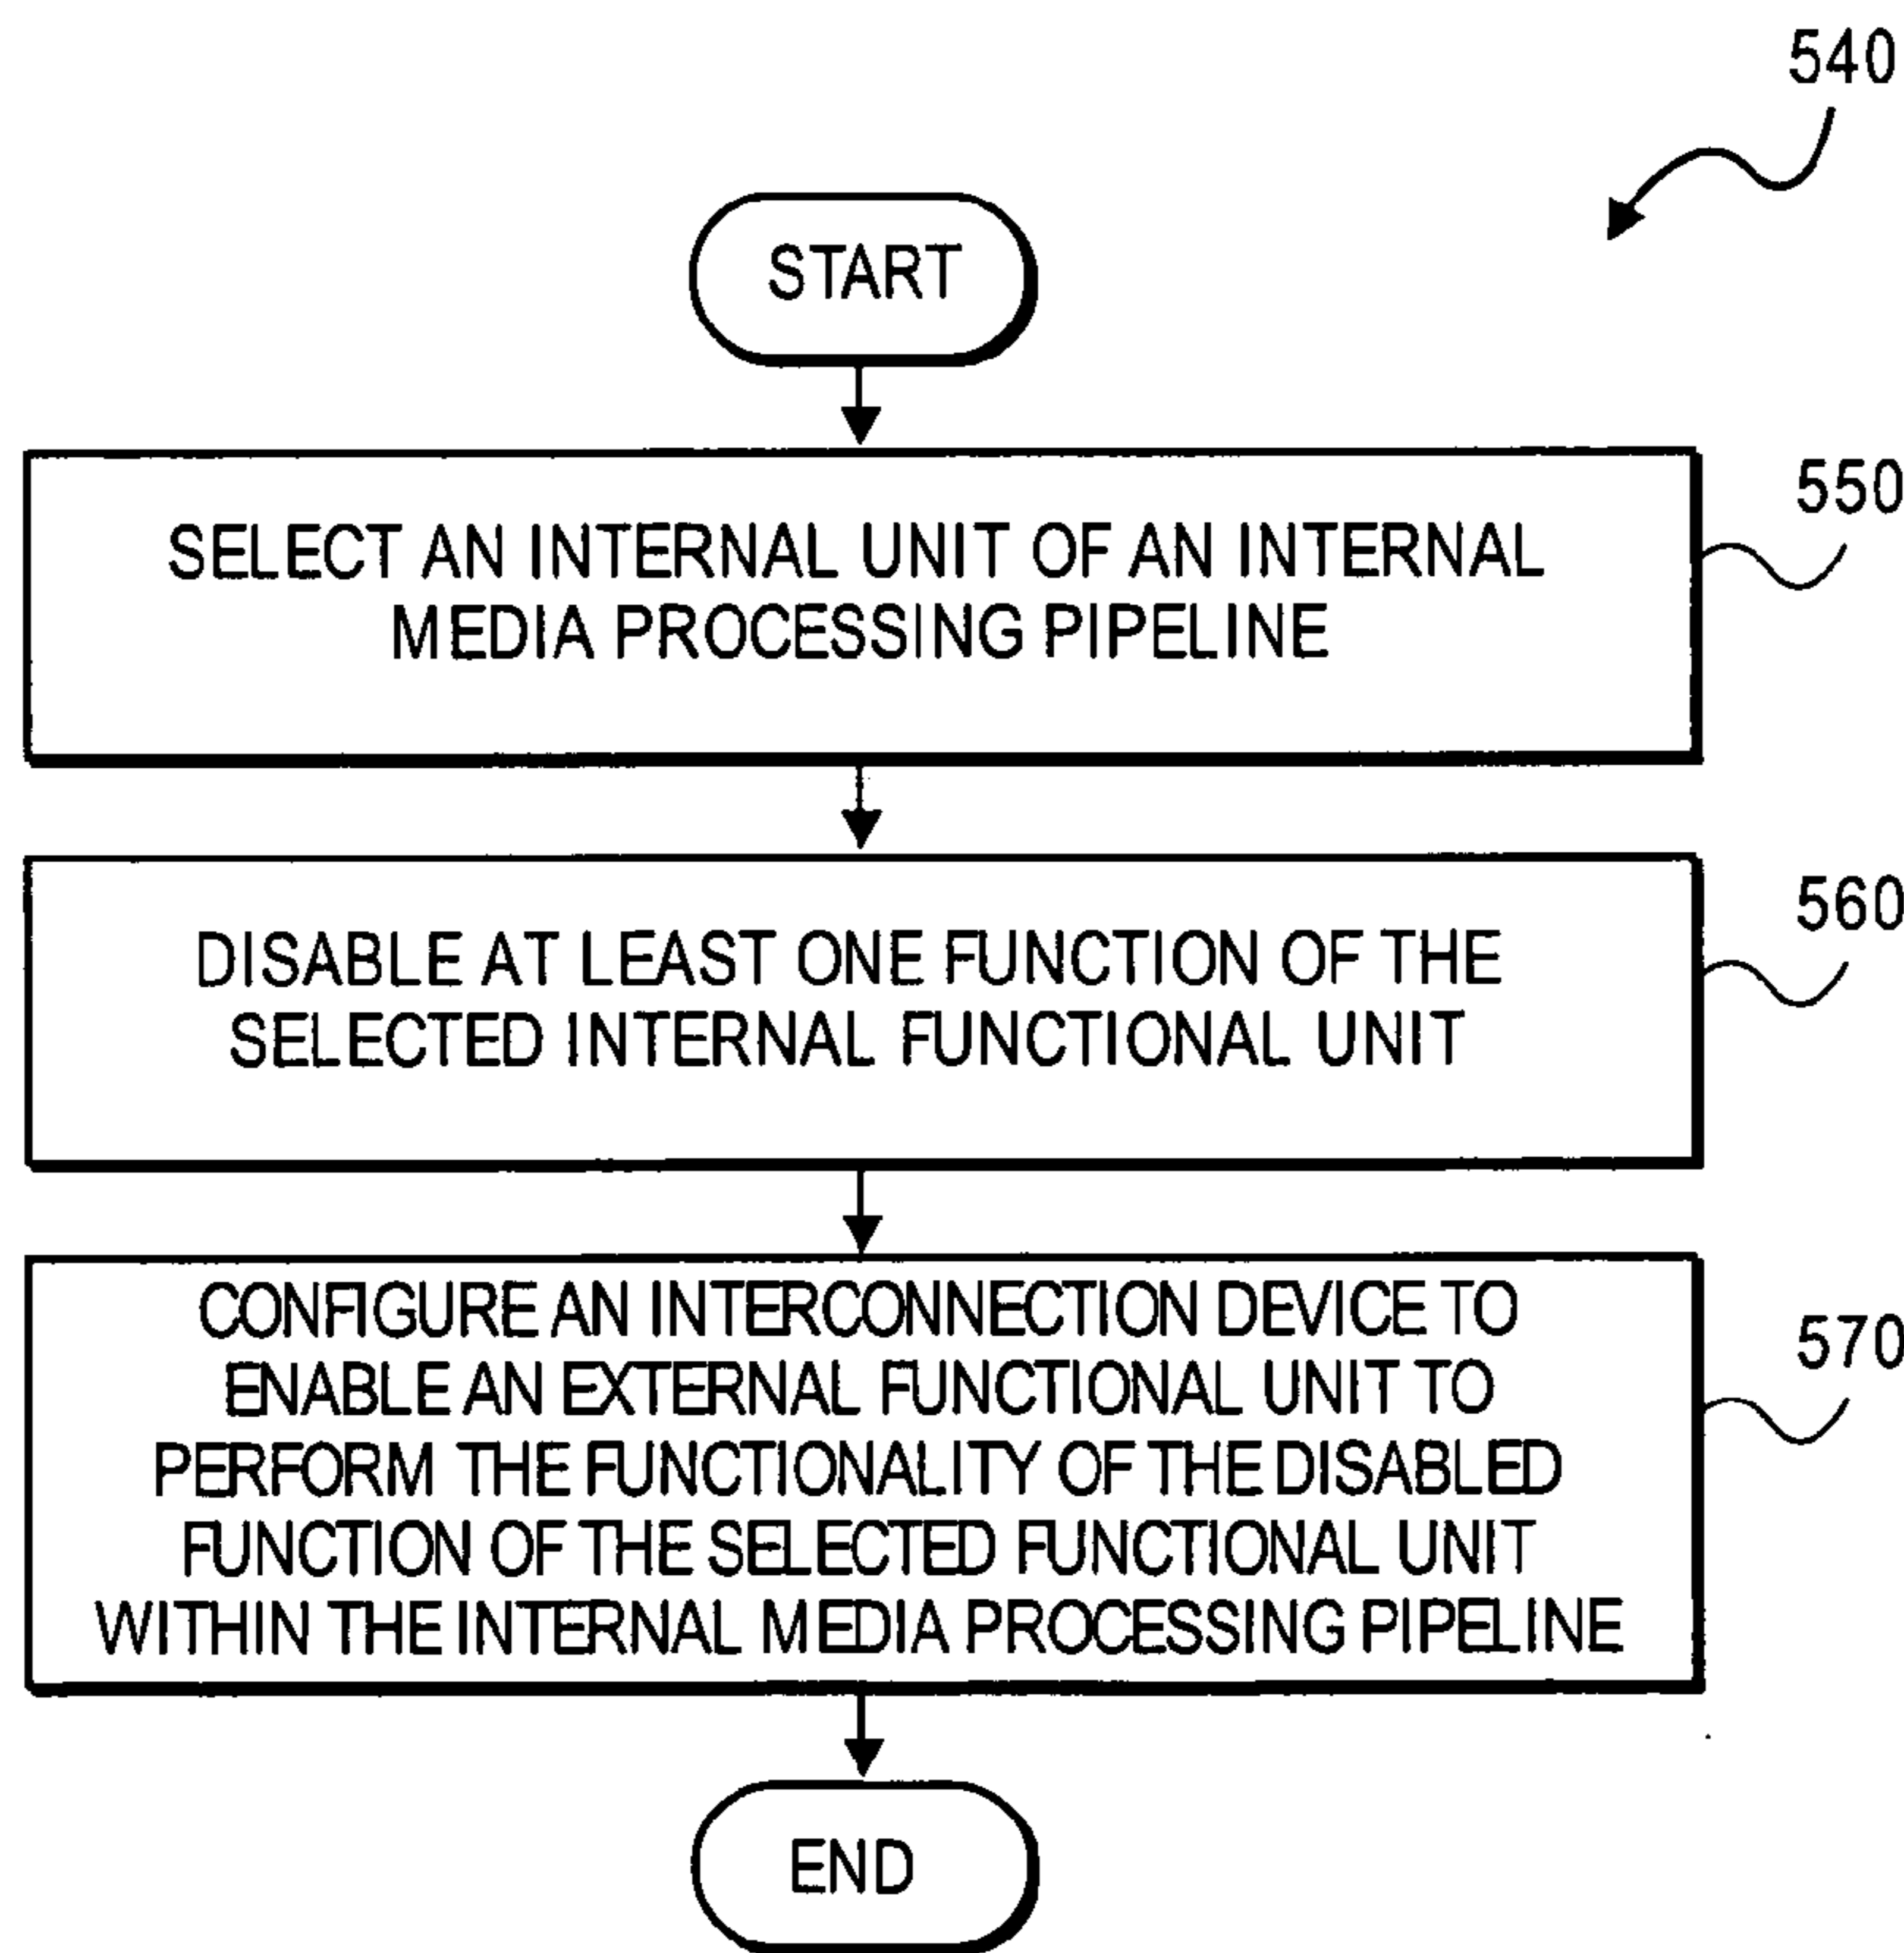 540
START
SELECT AN INTERNAL UNIT OF AN INTERNAL
MEDIA PROCESSING PIPELINE
550
DISABLE AT LEAST ONE FUNCTION OF THE
SELECTED INTERNAL FUNCTIONAL UNIT
560
CONFIGURE AN INTERCONNECTION DEVICE TO
ENABLE AN EXTERNAL FUNCTIONAL UNIT TO
PERFORM THE FUNCTIONALITY OF THE DISABLED
FUNCTION OF THE SELECTED FUNCTIONAL UNIT
WITHIN THE INTERNAL MEDIA PROCESSING PIPELINE
570
END